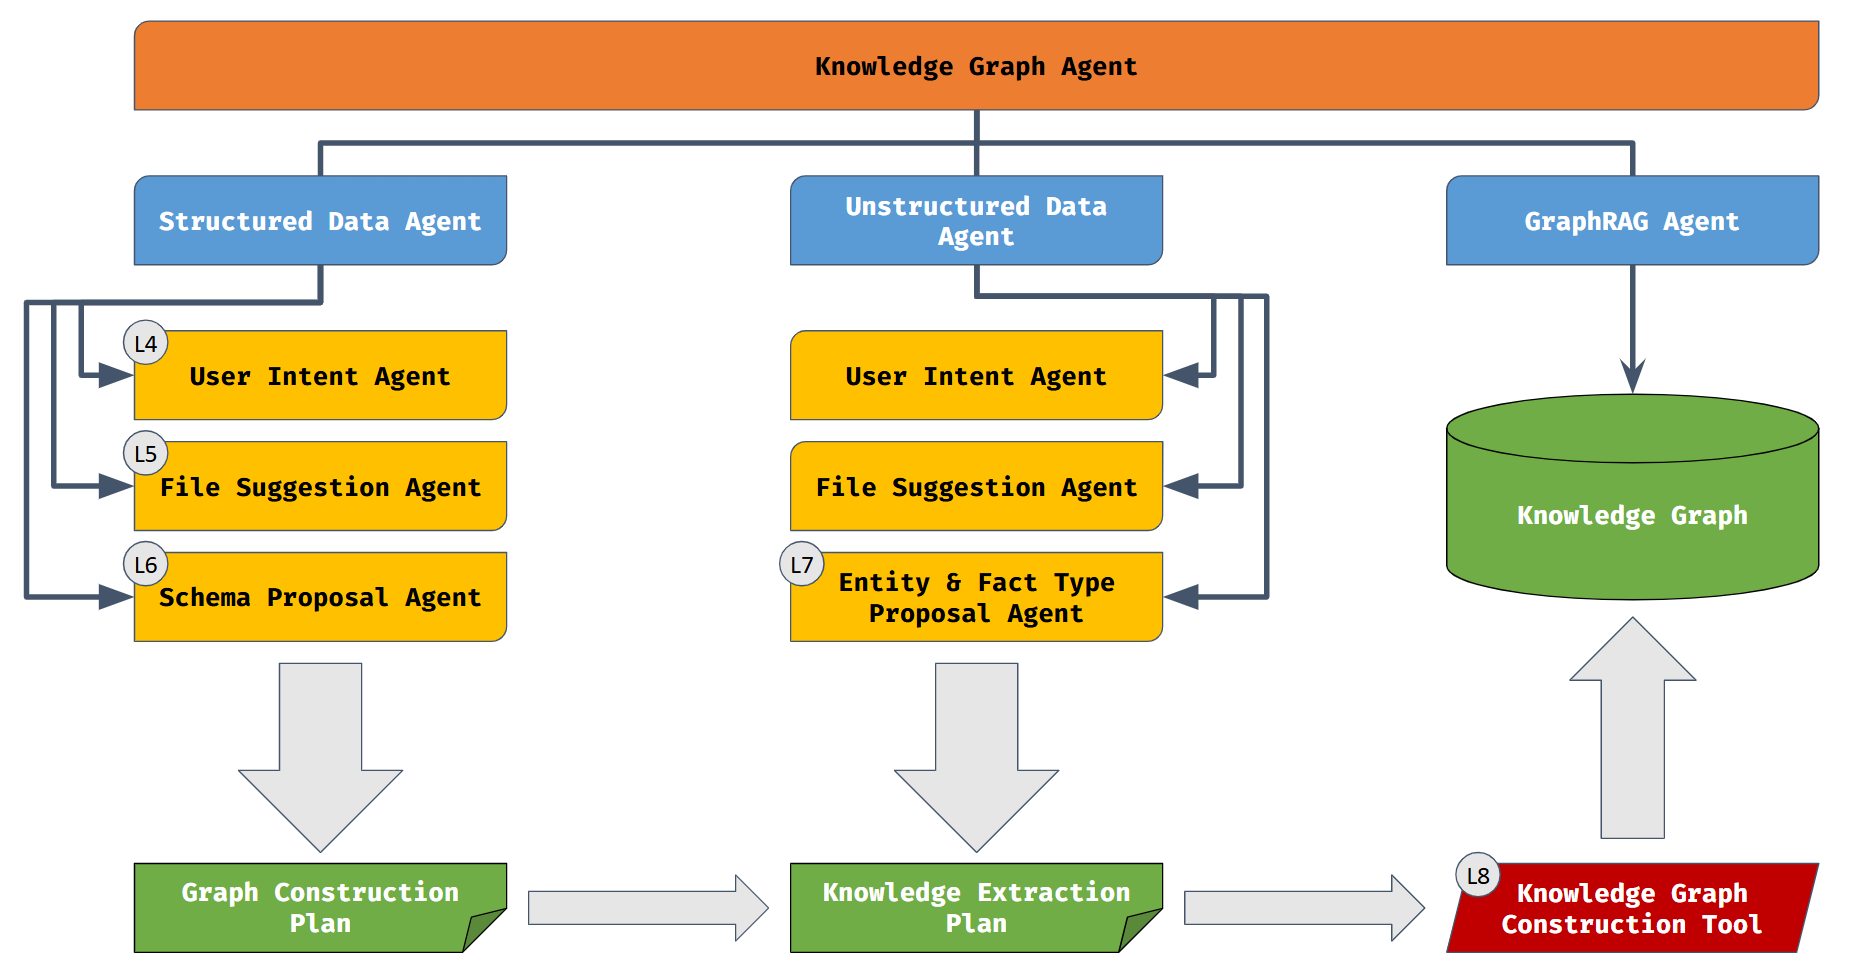 Knowledge Graph Agent
Structured Data Agent
Unstructured Data
Agent
GraphRAG Agent
L4
User Intent Agent
User Intent Agent
L5
File Suggestion Agent
File Suggestion Agent
Knowledge Graph
L6
Schema Proposal Agent
L7
Entity & Fact Type
Proposal Agent
Graph Construction
Plan
Knowledge Extraction
Plan
L8
Knowledge Graph
Construction Tool